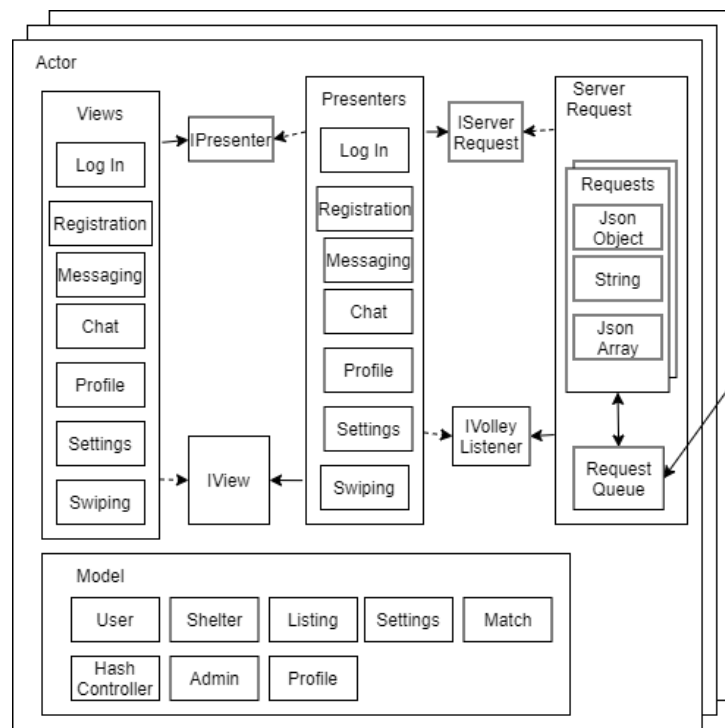 Actor
Views
Log In
Registration
Messaging
Chat
Profile
Settings
Swiping
IPresenter
IView
Presenters
Log In
Registration
Messaging
Chat
Profile
Settings
Swiping
IServer
Request
IVolley
Listener
Server
Request
Requests
Json
Object
String
Json
Array
Request
Queue
Model
User
Shelter
Listing
Settings
Match
Hash
Controller
Admin
Profile